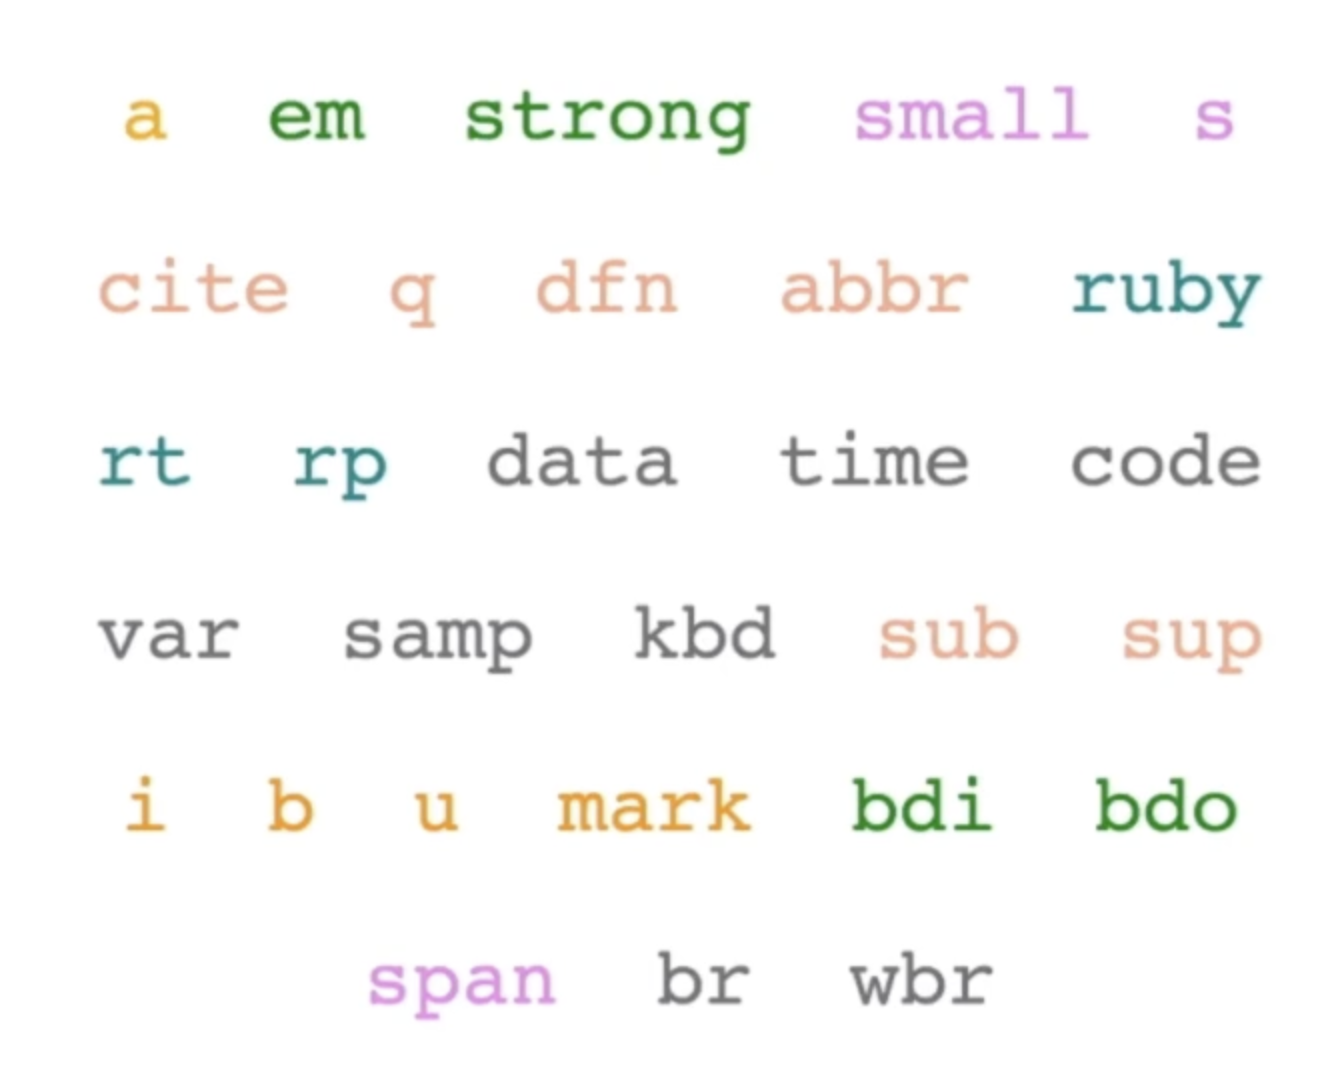 a em strong small s
cite q dfn abbr ruby
rt rp data time code
var samp kbd sub sup
i b u mark bdi bdo
span br wbr